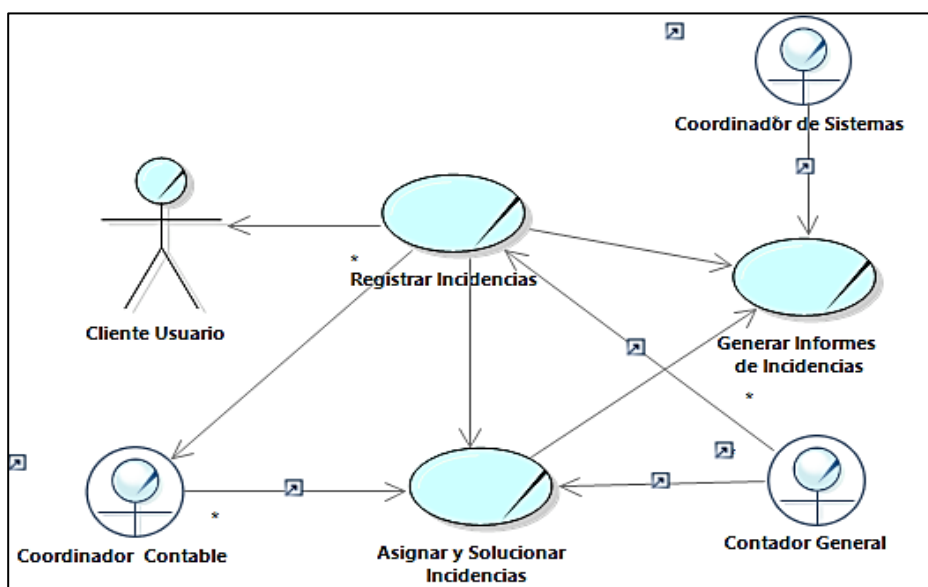 Coordinador de Sistemas
*
Registrar Incidencias
Cliente Usuario
Generar Informes
de Incidencias
*
*
Coordinador Contable
Asignar y Solucionar
Incidencias
Contador General